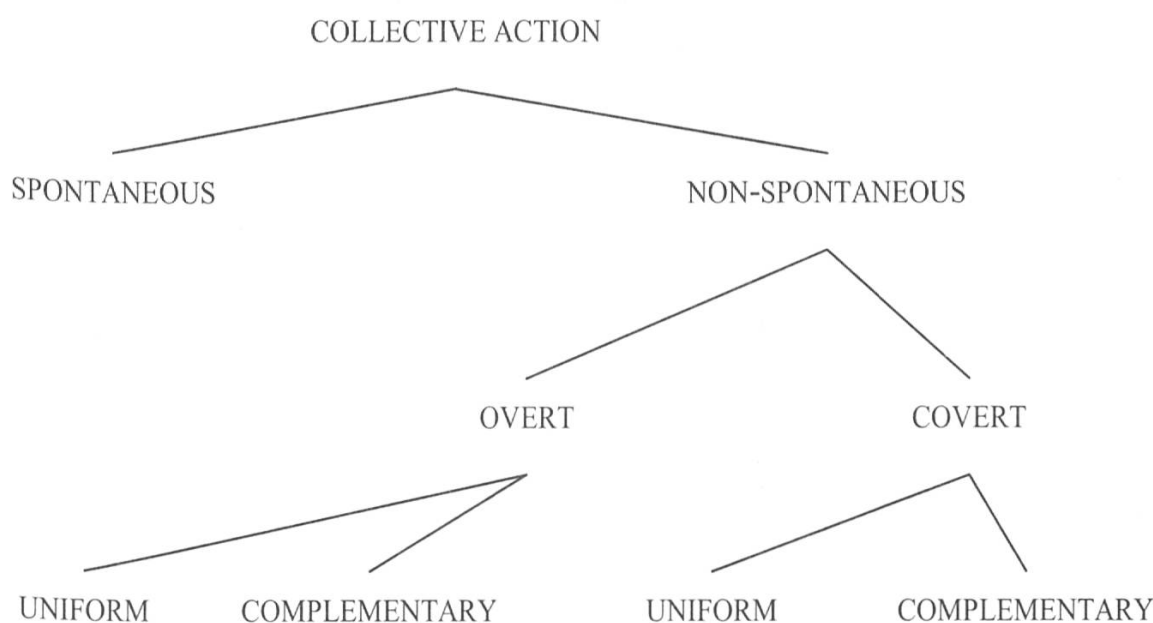 COLLECTIVE ACTION
SPONTANEOUS NON-SPONTANEOUS
OVERT COVERT
UNIFORM COMPLEMENTARY UNIFORM COMPLEMENTARY